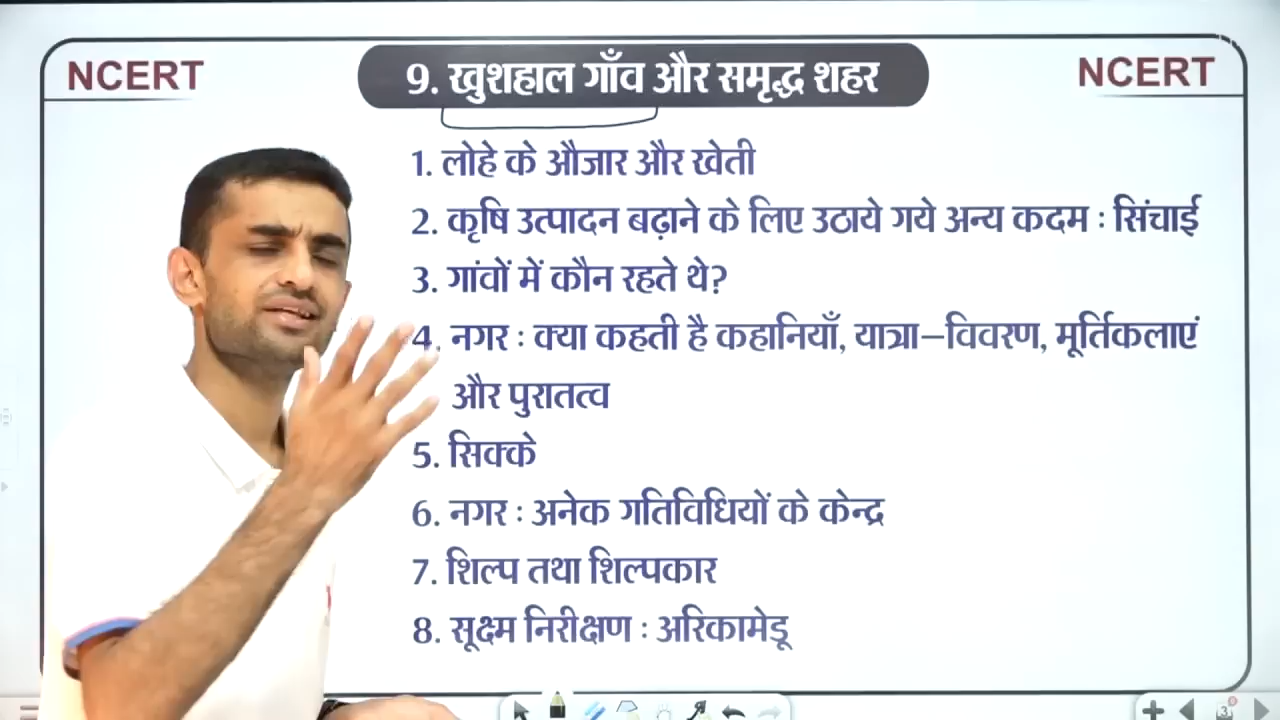 NCERT
9. खुशहाल गाँव और समृद्ध शहर
NCERT
1. लोहे के औजार और खेती
2. कृषि उत्पादन बढ़ाने के लिए उठाये गये अन्य कदम : सिंचाई
3. गांवों में कौन रहते थे?
4. नगर : क्या कहती है कहानियाँ, यात्रा–विवरण, मूर्तिकलाएं
और पुरातत्व
5. सिक्के
6. नगर : अनेक गतिविधियों के केन्द्र
7. शिल्प तथा शिल्पकार
8. सूक्ष्म निरीक्षण : अरिकामेडू
3